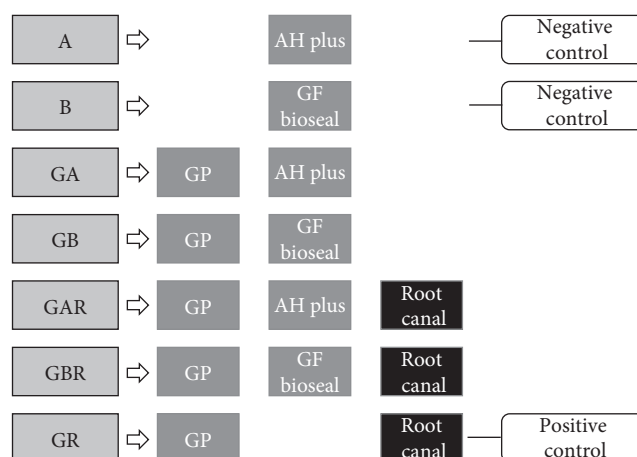 A AH plus Negative
control
B GF
bioseal Negative
control
GA GP AH plus
GB GP GF
bioseal
GAR GP AH plus Root
canal
GBR GP GF
bioseal Root
canal
GR GP Root
canal Positive
control